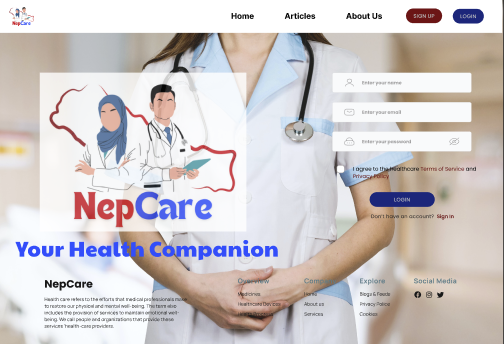 NepCare
Home
Articles
About Us
SIGN UP
LOGIN
Enter your name
Enter your email
Enter your password
I agree to the Healthcare Terms of Service and
Privacy Policy
LOGIN
Don't have an account? Sign In
NepCare
Your Health Companion
NepCare
Health care refers to the efforts that medical professionals make
to restore our physical and mental well-being. The term also
includes the provision of services to maintain emotional well-
being. We call people and organizations that provide these
services health-care providers.
Overview
Medicines
Healthcare Devices
Home
About us
Services
Explore
Blogs & Feeds
Privacy Policy
Cookies
Social Media